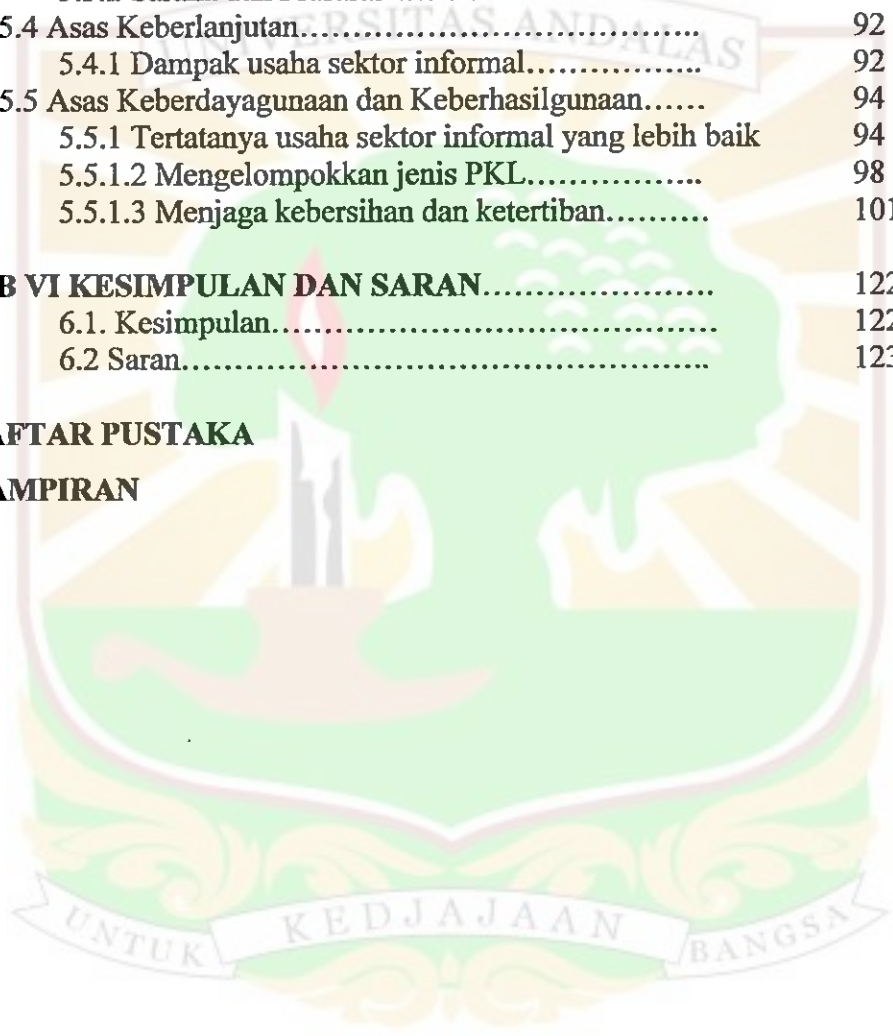 UNIVERSITAS ANDALAS
5.4 Asas Keberlanjutan........................................ 92
5.4.1 Dampak usaha sektor informal................. 92
5.5 Asas Keberdayagunaan dan Keberhasilgunaan...... 94
5.5.1 Tertatanya usaha sektor informal yang lebih baik 94
5.5.1.2 Mengelompokkan jenis PKL................. 98
5.5.1.3 Menjaga kebersihan dan ketertiban.......... 101
B VI KESIMPULAN DAN SARAN...................... 122
6.1. Kesimpulan........................................... 122
6.2 Saran.................................................. 123
AFTAR PUSTAKA
AMPIRAN
UNTUK KEDJAJAAN BANGSA